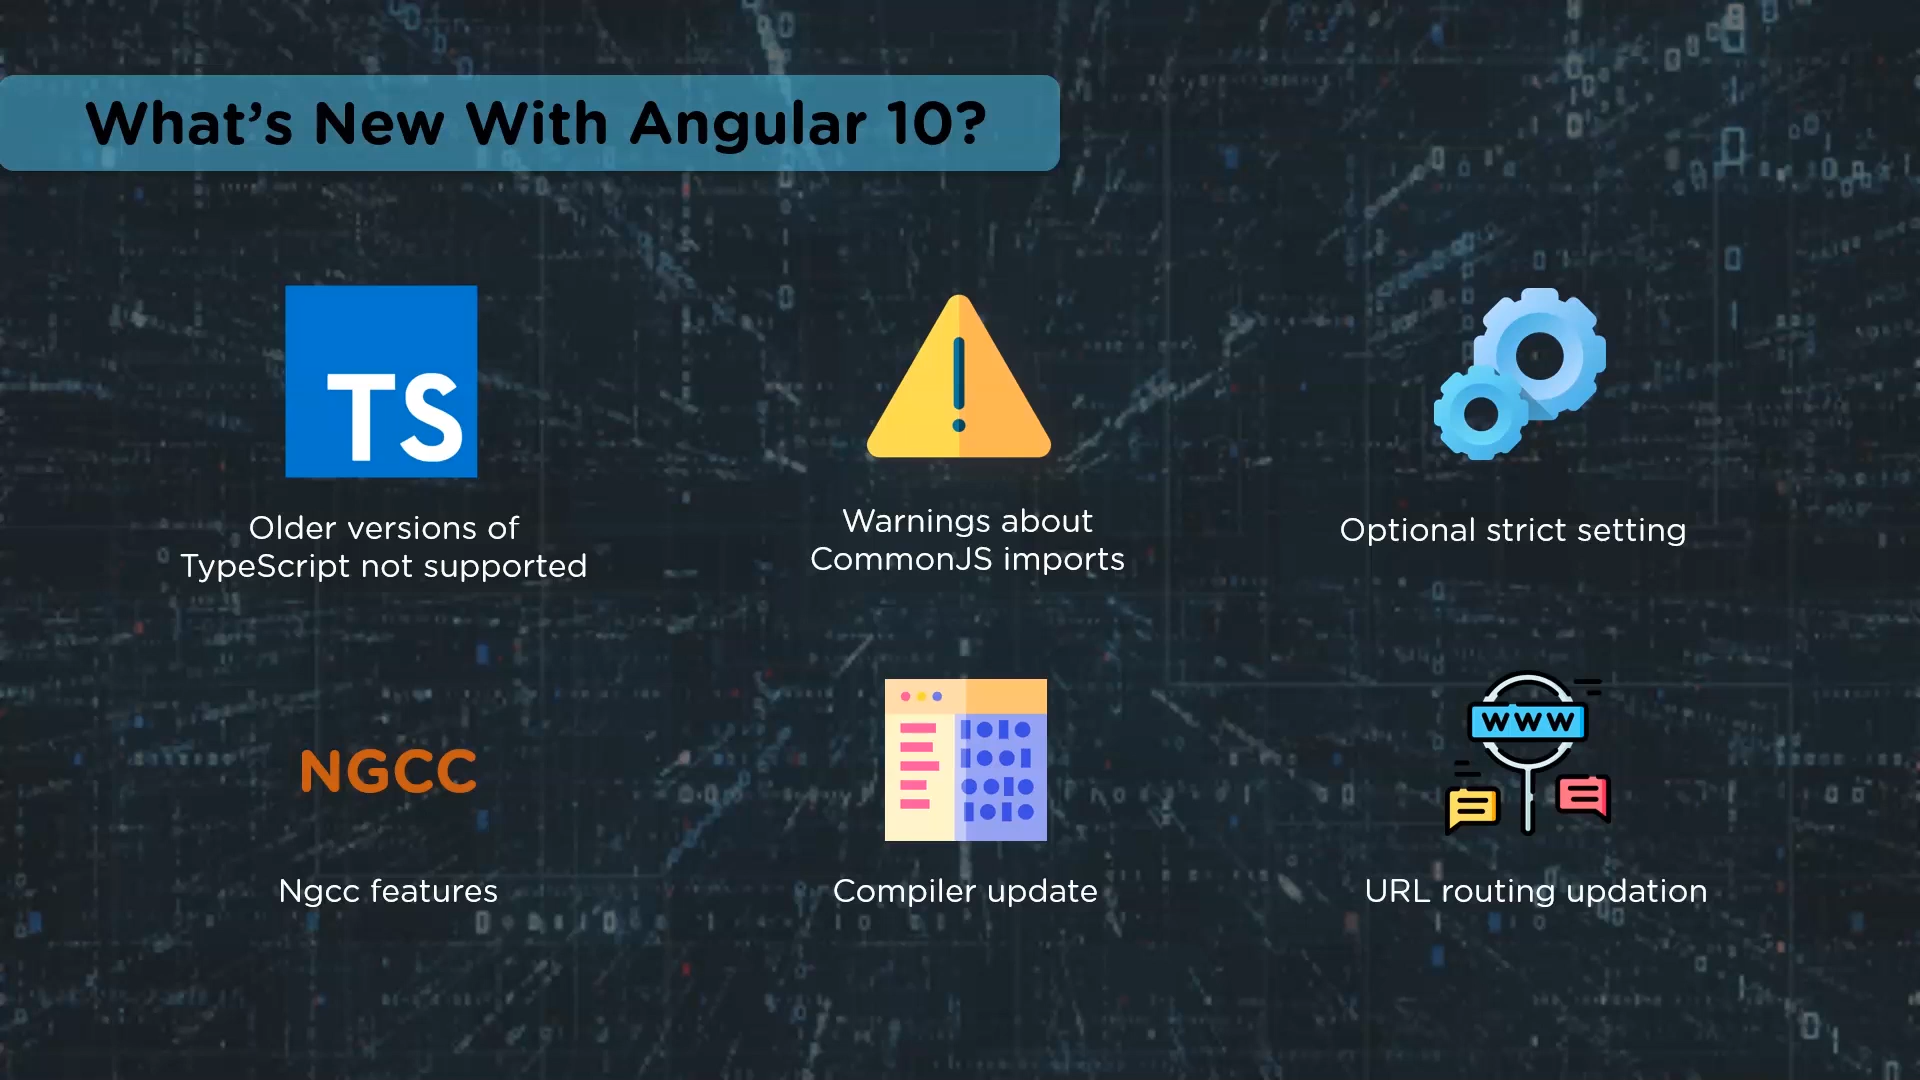 What's New With Angular 10?
TS
Older versions of
TypeScript not supported
Warnings about
CommonJS imports
Optional strict setting
NGCC
Ngcc features
Compiler update
WWW
URL routing updation